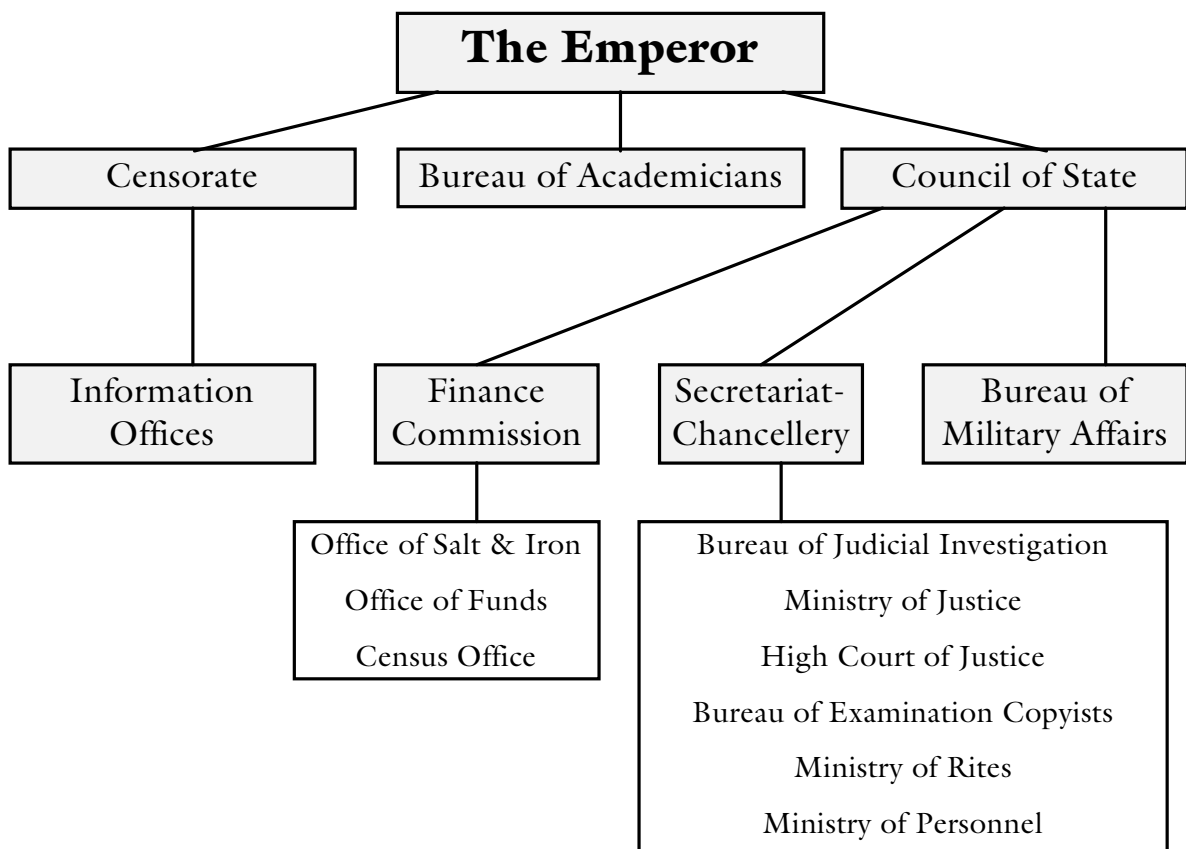 The Emperor
Censorate
Bureau of Academicians
Council of State
Information
Offices
Finance
Commission
Secretariat-
Chancellery
Bureau of
Military Affairs
Office of Salt & Iron
Office of Funds
Census Office
Bureau of Judicial Investigation
Ministry of Justice
High Court of Justice
Bureau of Examination Copyists
Ministry of Rites
Ministry of Personnel